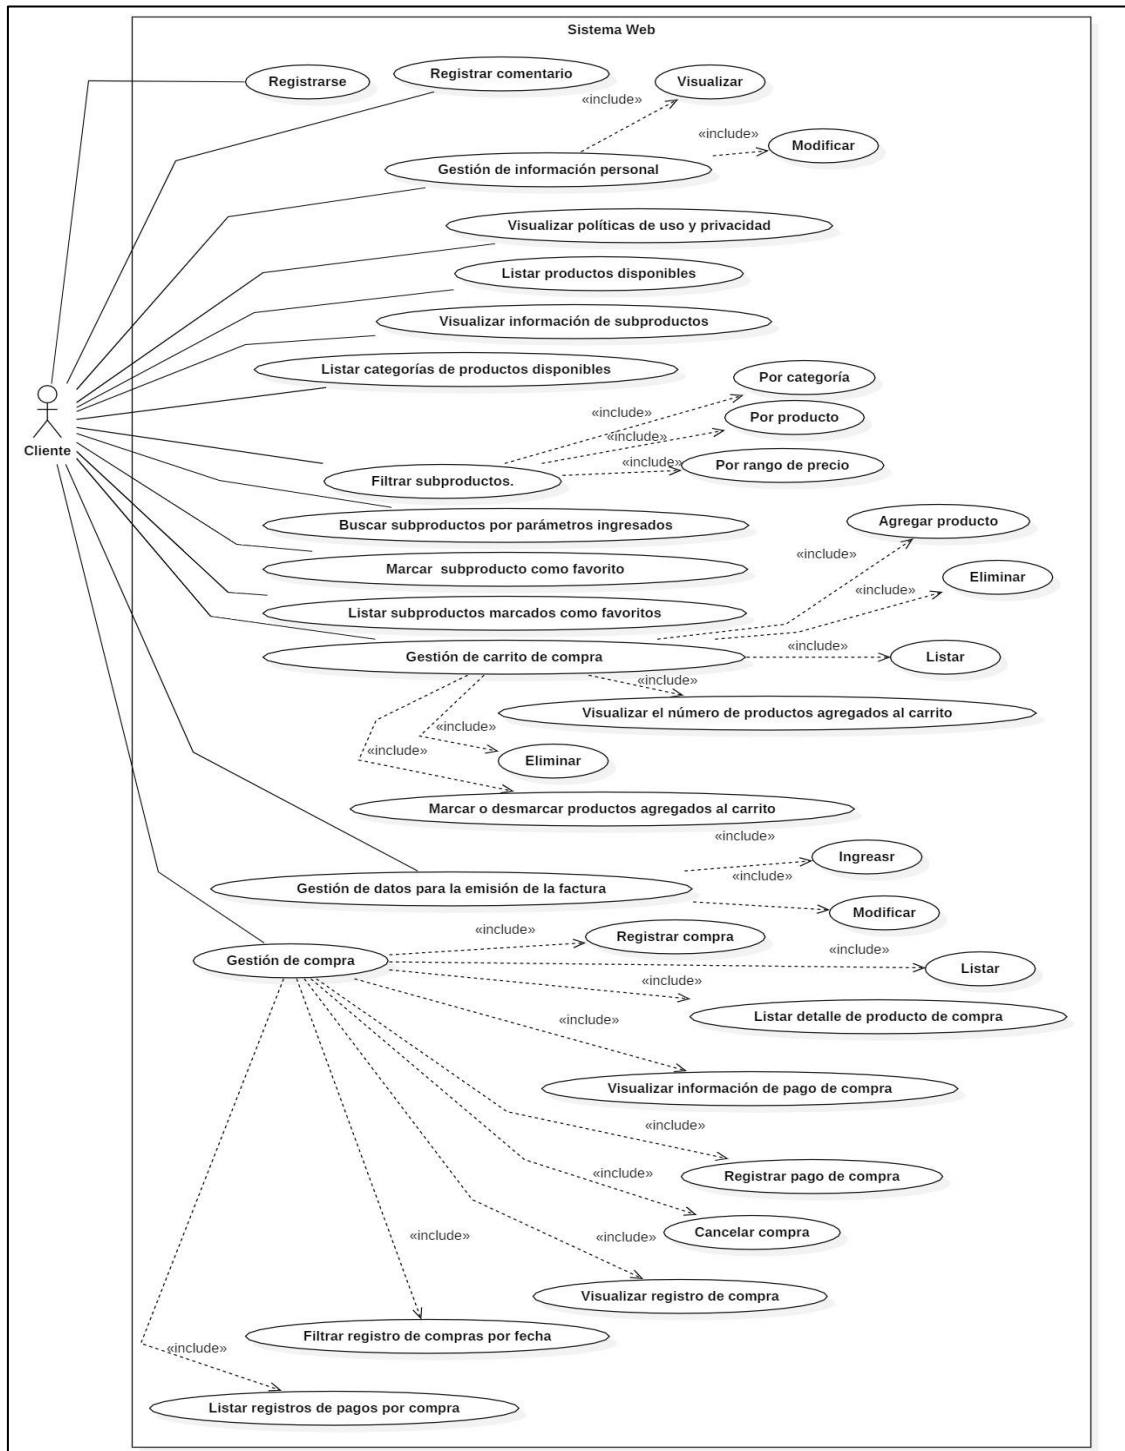 Sistema Web
Registrarse
Registrar comentario
Visualizar
«include»
«include»
Modificar
Gestión de información personal
Visualizar políticas de uso y privacidad
Listar productos disponibles
Visualizar información de subproductos
Listar categorías de productos disponibles
Por categoría
«include»
Por producto
«include»
Cliente
«include»
Por rango de precio
Filtrar subproductos.
Buscar subproductos por parámetros ingresados
Agregar producto
«include»
Marcar  subproducto como favorito
Eliminar
«include»
Listar subproductos marcados como favoritos
«include»
Gestión de carrito de compra
Listar
«include»
Visualizar el número de productos agregados al carrito
«include»
«include»
Eliminar
Marcar o desmarcar productos agregados al carrito
«include»
Ingreasr
«include»
Gestión de datos para la emisión de la factura
Modificar
«include»
Registrar compra
«include»
Gestión de compra
Listar
«include»
Listar detalle de producto de compra
«include»
Visualizar información de pago de compra
«include»
Registrar pago de compra
«include»
Cancelar compra
«include»
«include»
Visualizar registro de compra
Filtrar registro de compras por fecha
«include»
Listar registros de pagos por compra